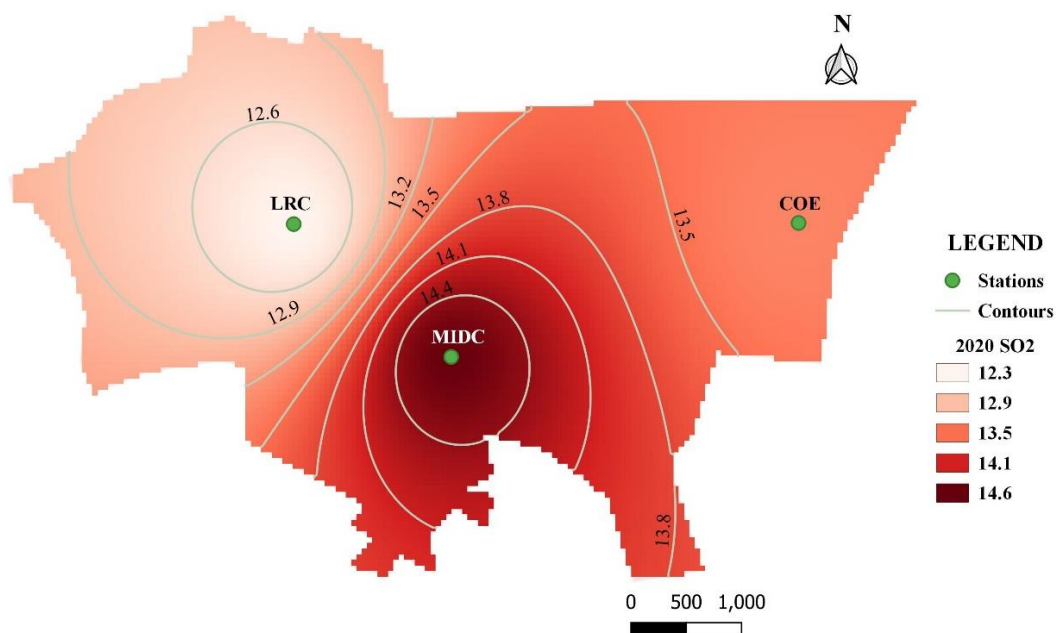 N
12.6
LRC
13.2
13.5
13.8
13.5
COE
14.1
14.4
12.9
MIDC
13.8
LEGEND
Stations
Contours
2020 SO2
12.3
12.9
13.5
14.1
14.6
0 500 1,000